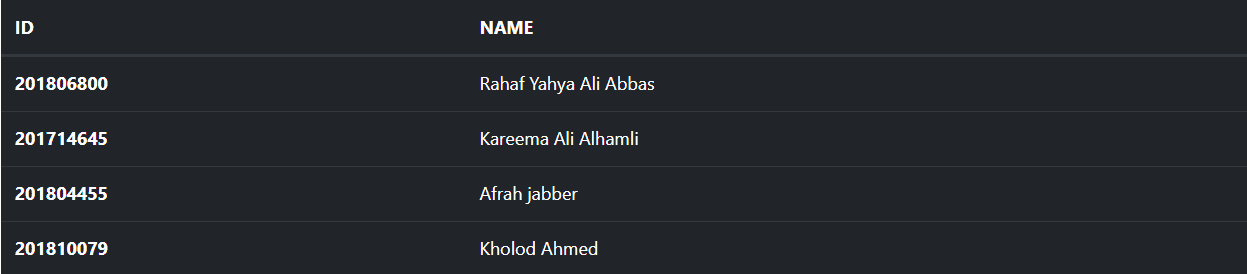 ID NAME
201806800 Rahaf Yahya Ali Abbas
201714645 Kareema Ali Alhamli
201804455 Afrah jabber
201810079 Kholod Ahmed